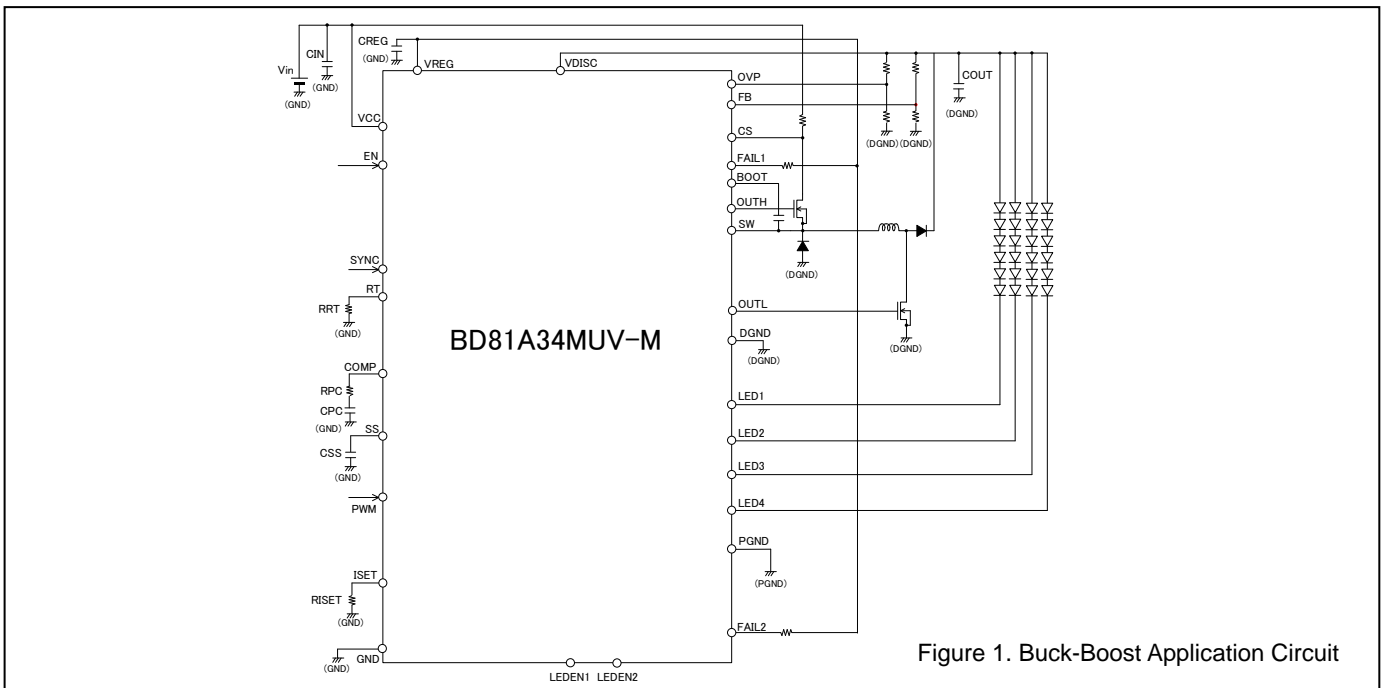 CREG
(GND)
CIN
(GND)
Vin
(GND)
VREG
VDISC
VCC
EN
SYNC
RT
RRT
(GND)
COMP
RPC
CPC
(GND)
SS
CSS
(GND)
PWM
ISET
RISET
(GND)
GND
(GND)
BD81A34MUV-M
LEDEN1 LEDEN2
OVP
FB
CS
FAIL1
BOOT
OUTH
SW
OUTL
DGND
(DGND)
LED1
LED2
LED3
LED4
PGND
(PGND)
FAIL2
COUT
(DGND)
(DGND) (DGND)
(DGND)
(DGND)
Figure 1. Buck-Boost Application Circuit